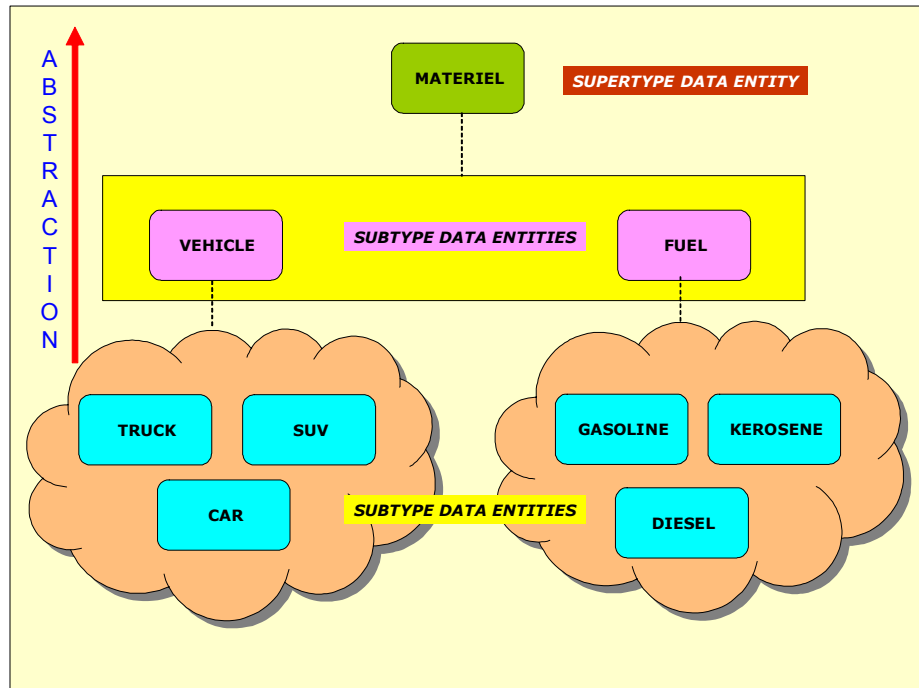 ABSTRACTION
MATERIEL
SUPERTYPE DATA ENTITY
VEHICLE
SUBTYPE DATA ENTITIES
FUEL
TRUCK
SUV
GASOLINE
KEROSENE
CAR
SUBTYPE DATA ENTITIES
DIESEL